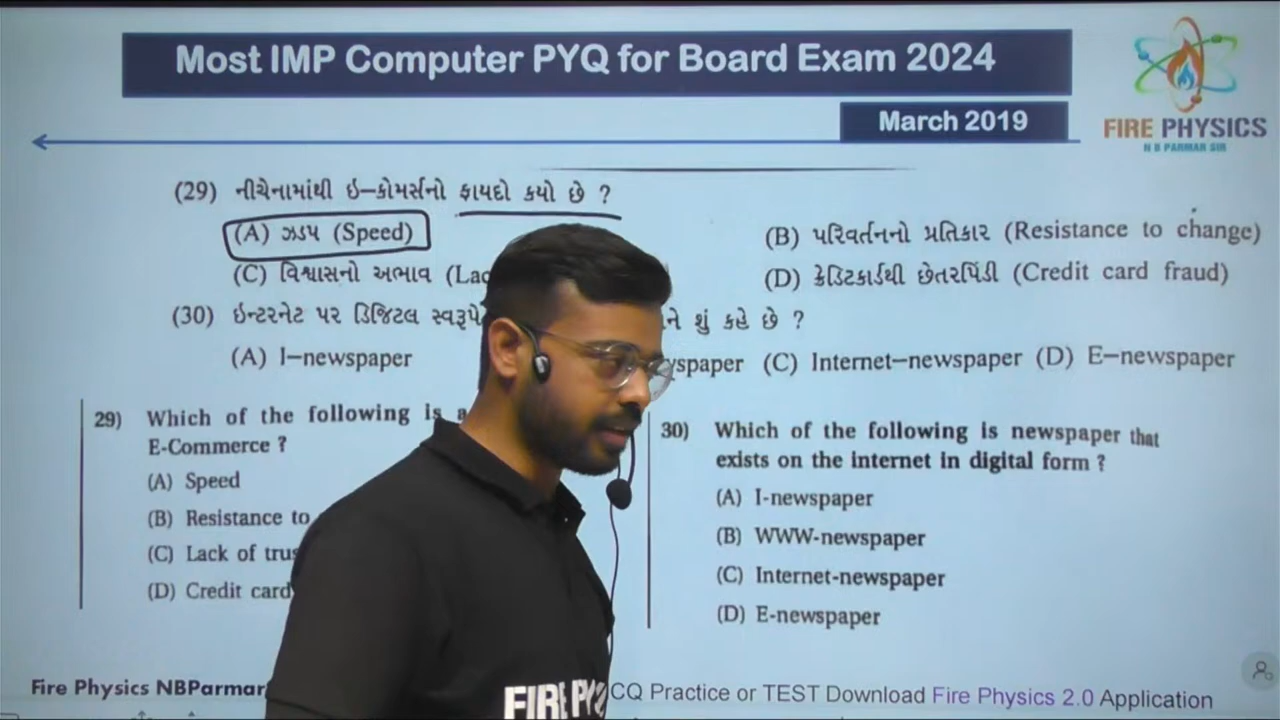 Most IMP Computer PYQ for Board Exam 2024
March 2019
FIRE PHYSICS
N B PARMAR SIR
(29) નીચેનામાંથી ઇ–કોમર્સનો ફાયદો કયો છે ?
(A) ઝડપ (Speed)
(B) પરિવર્તનનો પ્રતિકાર (Resistance to change)
(C) વિશ્વાસનો અભાવ
(D) ક્રેડિટકાર્ડથી છેતરપિંડી (Credit card fraud)
(30) ઇન્ટરનેટ પર ડિજિટલ સ્વરૂપે ને શું કહે છે ?
(A) I–newspaper (C) Internet–newspaper (D) E–newspaper
29) Which of the following is
E-Commerce ?
(A) Speed
(B) Resistance to
(C) Lack of
(D) Credit card
30) Which of the following is newspaper that
exists on the internet in digital form ?
(A) I-newspaper
(B) WWW-newspaper
(C) Internet-newspaper
(D) E-newspaper
FIRE
Fire Physics NBParmar
Practice or TEST Download Fire Physics 2.0 Application